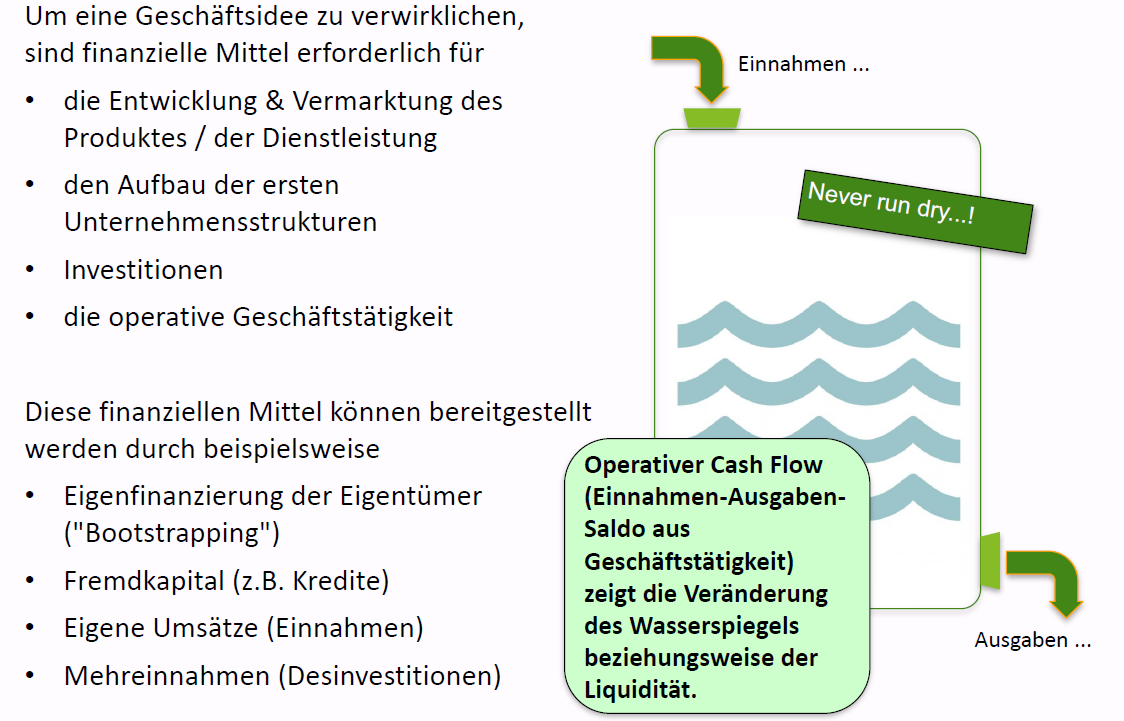 Um eine Geschäftsidee zu verwirklichen,
sind finanzielle Mittel erforderlich für
• die Entwicklung & Vermarktung des
Produktes / der Dienstleistung
• den Aufbau der ersten
Unternehmensstrukturen
• Investitionen
• die operative Geschäftstätigkeit
Diese finanziellen Mittel können bereitgestellt
werden durch beispielsweise
• Eigenfinanzierung der Eigentümer
("Bootstrapping")
• Fremdkapital (z.B. Kredite)
• Eigene Umsätze (Einnahmen)
• Mehreinnahmen (Desinvestitionen)
Einnahmen ...
Never run dry...!
Operativer Cash Flow
(Einnahmen-Ausgaben-
Saldo aus
Geschäftstätigkeit)
zeigt die Veränderung
des Wasserspiegels
beziehungsweise der
Liquidität.
Ausgaben ...